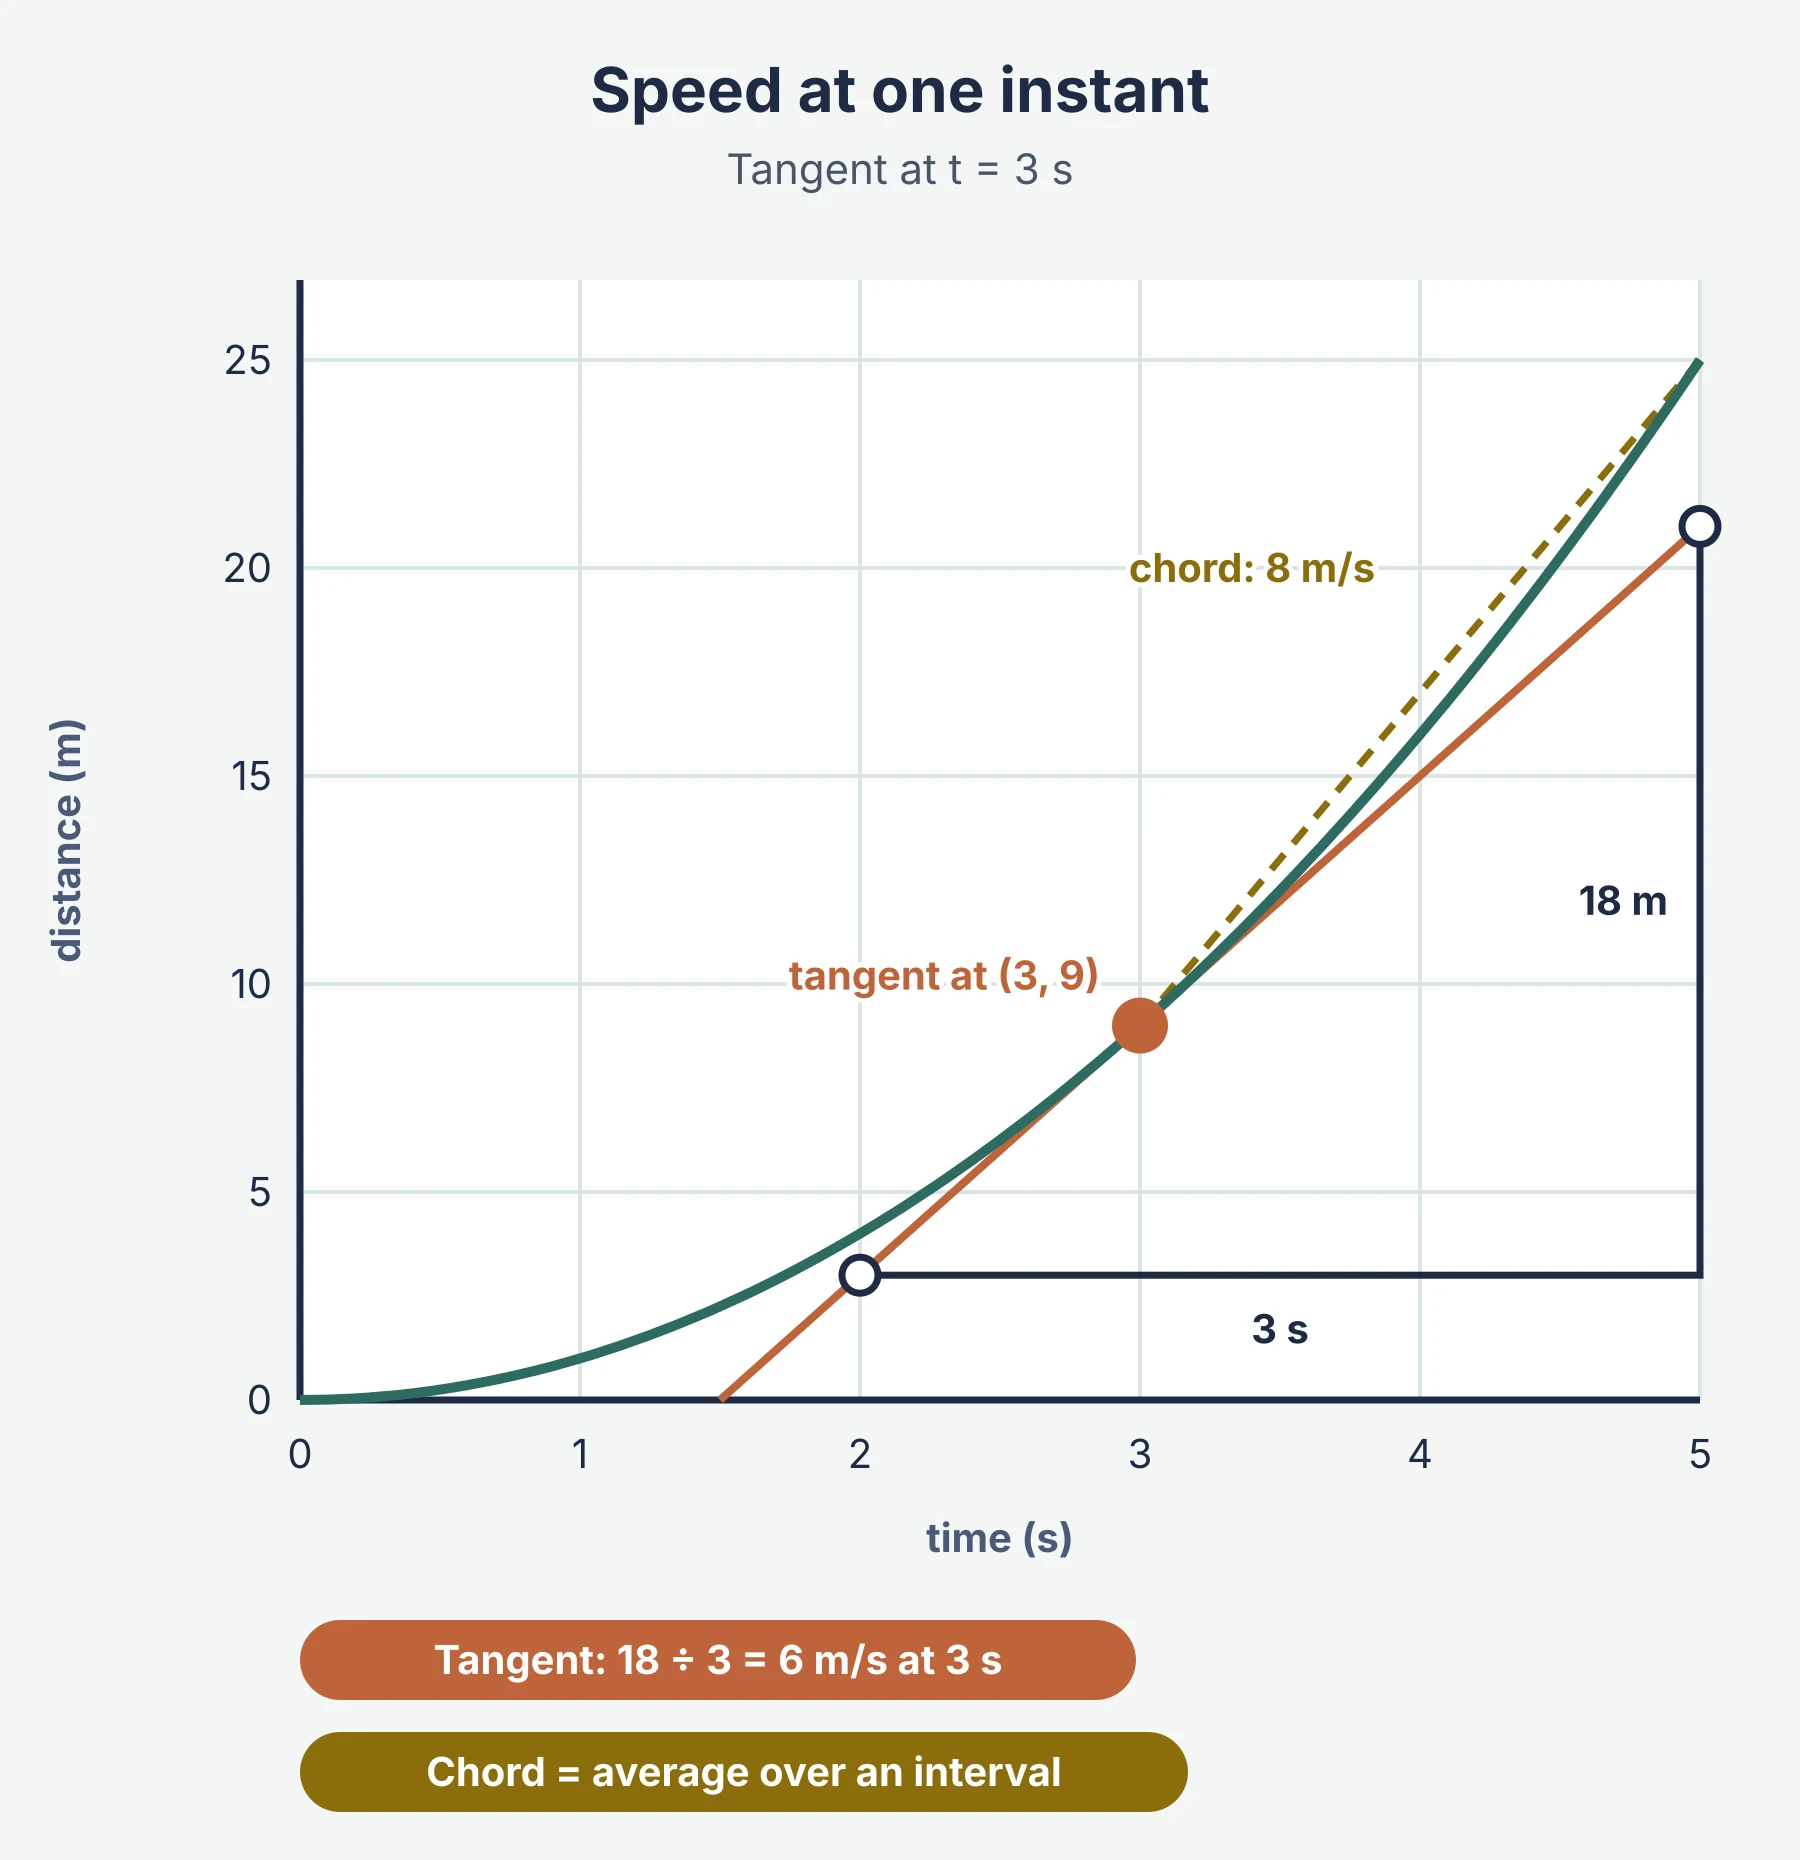 Speed at one instant
Tangent at t = 3 s
25
20
15
10
5
0
distance (m)
chord: 8 m/s
18 m
tangent at (3, 9)
3 s
0 1 2 3 4 5
time (s)
Tangent: 18 ÷ 3 = 6 m/s at 3 s
Chord = average over an interval